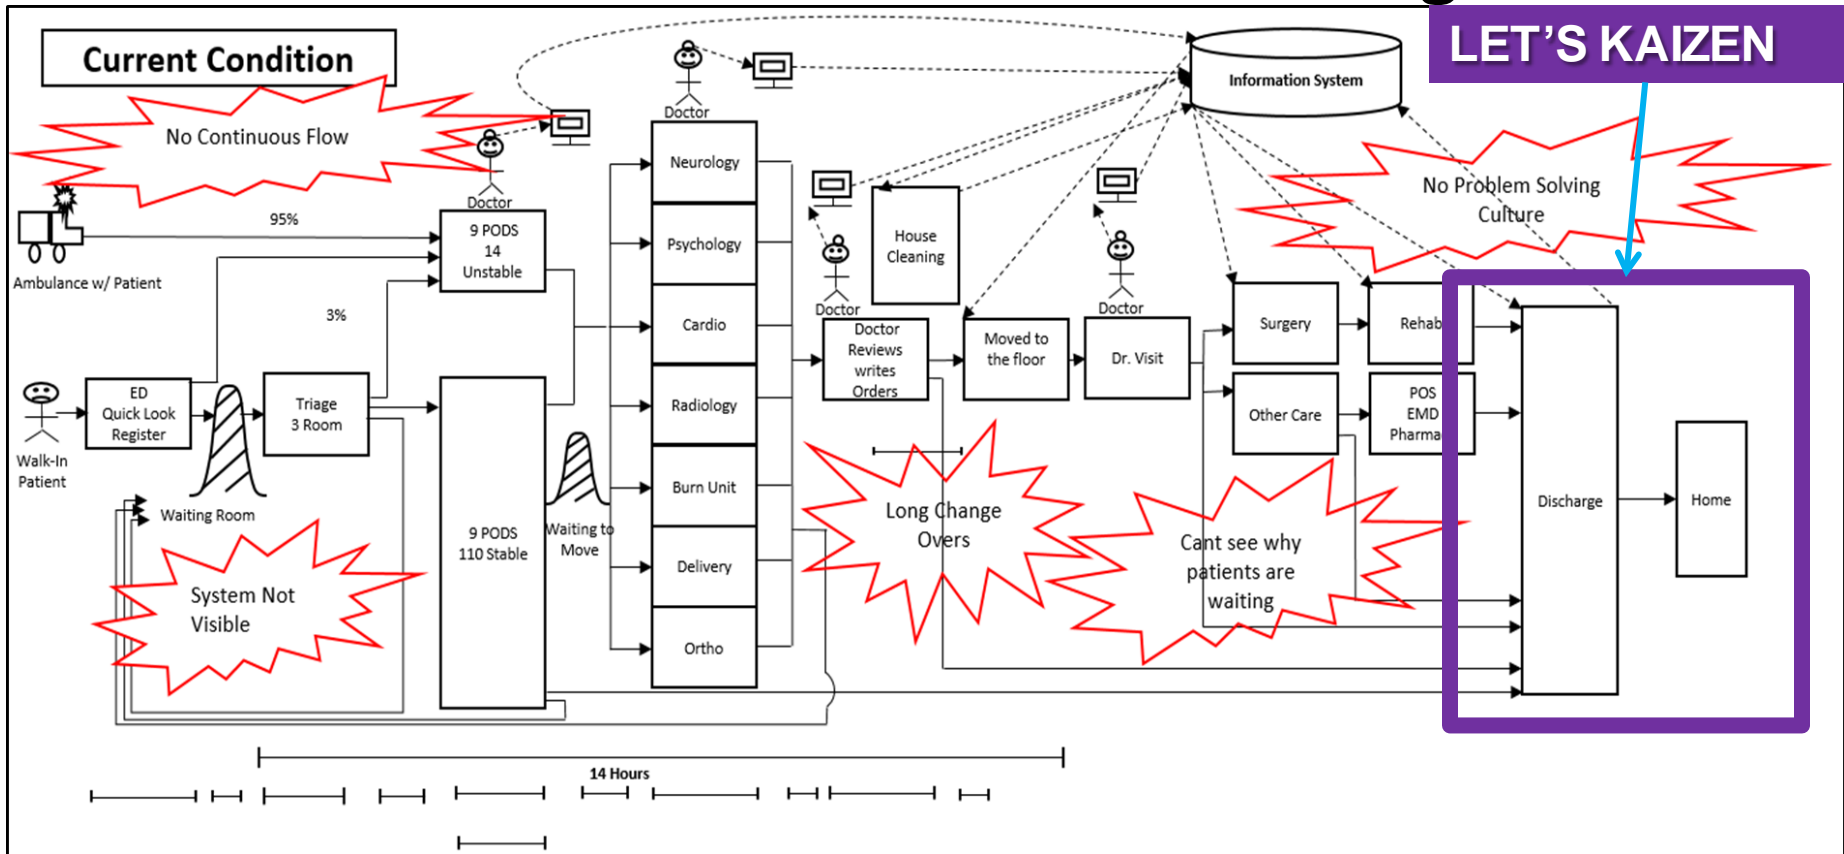 LET'S KAIZEN
Current Condition
Information System
No Continuous Flow
Doctor
Doctor
No Problem Solving
Culture
95%
Ambulance w/ Patient
3%
9 PODS
14
Unstable
Neurology
Psychology
Cardio
Radiology
Burn Unit
Delivery
Ortho
House
Cleaning
Doctor
Doctor
Doctor
Reviews
writes
Orders
Moved to
the floor
Dr. Visit
Surgery
Rehab
Other Care
POS
EMD
Pharma
ED
Quick Look
Register
Triage
3 Room
Walk-In
Patient
Waiting Room
9 PODS
110 Stable
Waiting to
Move
System Not
Visible
Long Change
Overs
Cant see why
patients are
waiting
Discharge
Home
14 Hours